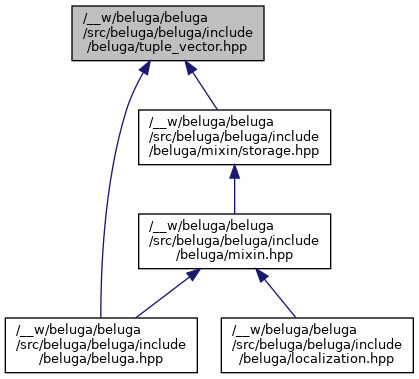 /__w/beluga/beluga
/src/beluga/beluga/include
/beluga/tuple_vector.hpp
/__w/beluga/beluga
/src/beluga/beluga/include
/beluga/mixin/storage.hpp
/__w/beluga/beluga
/src/beluga/beluga/include
/beluga/mixin.hpp
/__w/beluga/beluga
/src/beluga/beluga/include
/beluga/beluga.hpp
/__w/beluga/beluga
/src/beluga/beluga/include
/beluga/localization.hpp